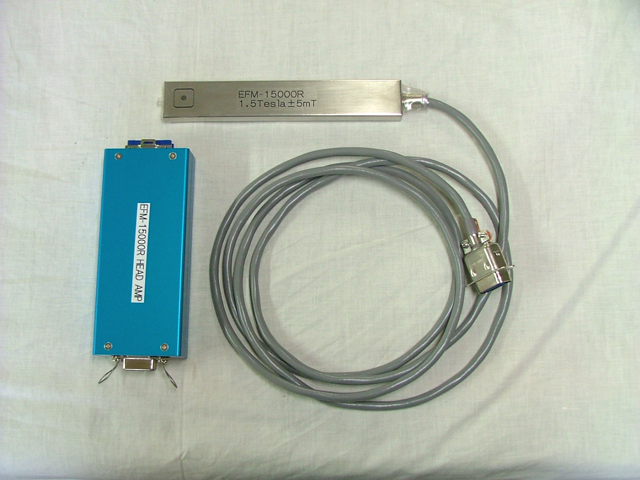 EFM-15000R
1.5Tesla±5mT
EFM-15000R HEAD AMP